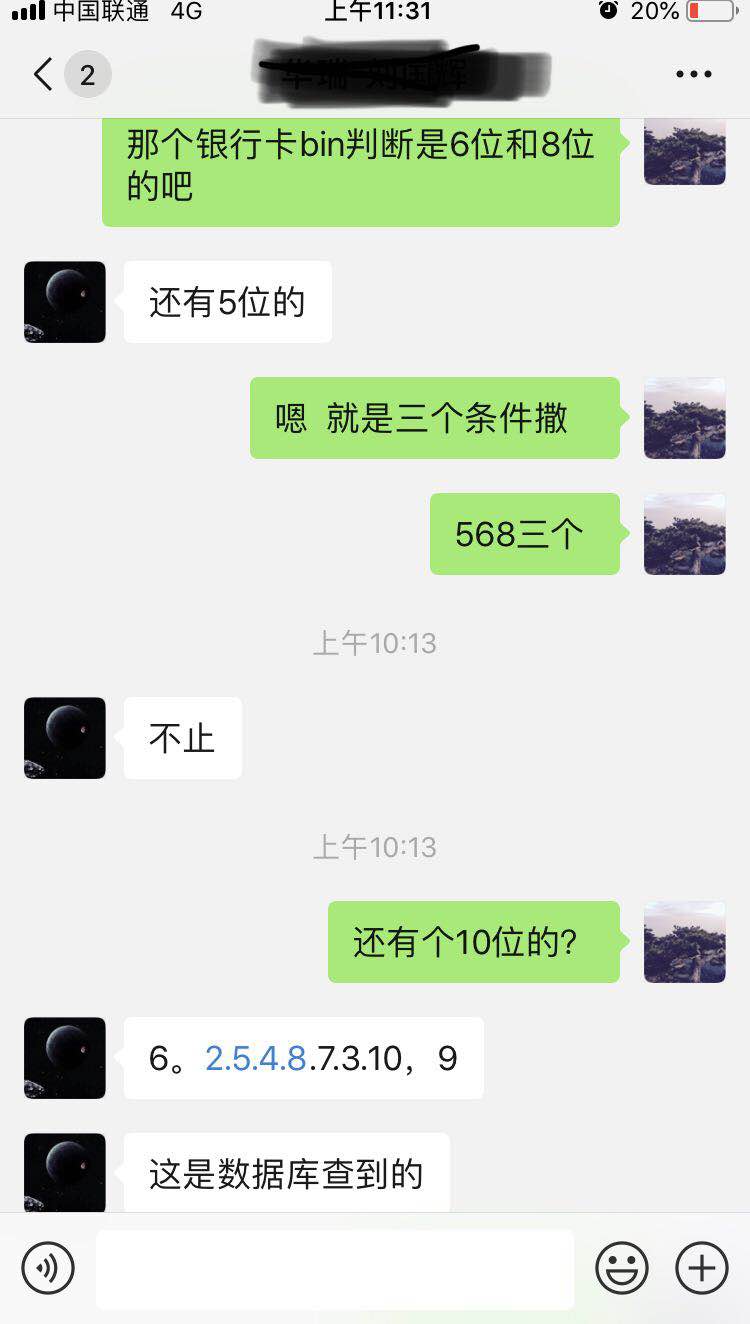 中国联通 4G 上午11:31 20%
2
那个银行卡bin判断是6位和8位
的吧
还有5位的
嗯 就是三个条件撒
568三个
上午10:13
不止
上午10:13
还有个10位的?
6。2.5.4.8.7.3.10，9
这是数据库查到的